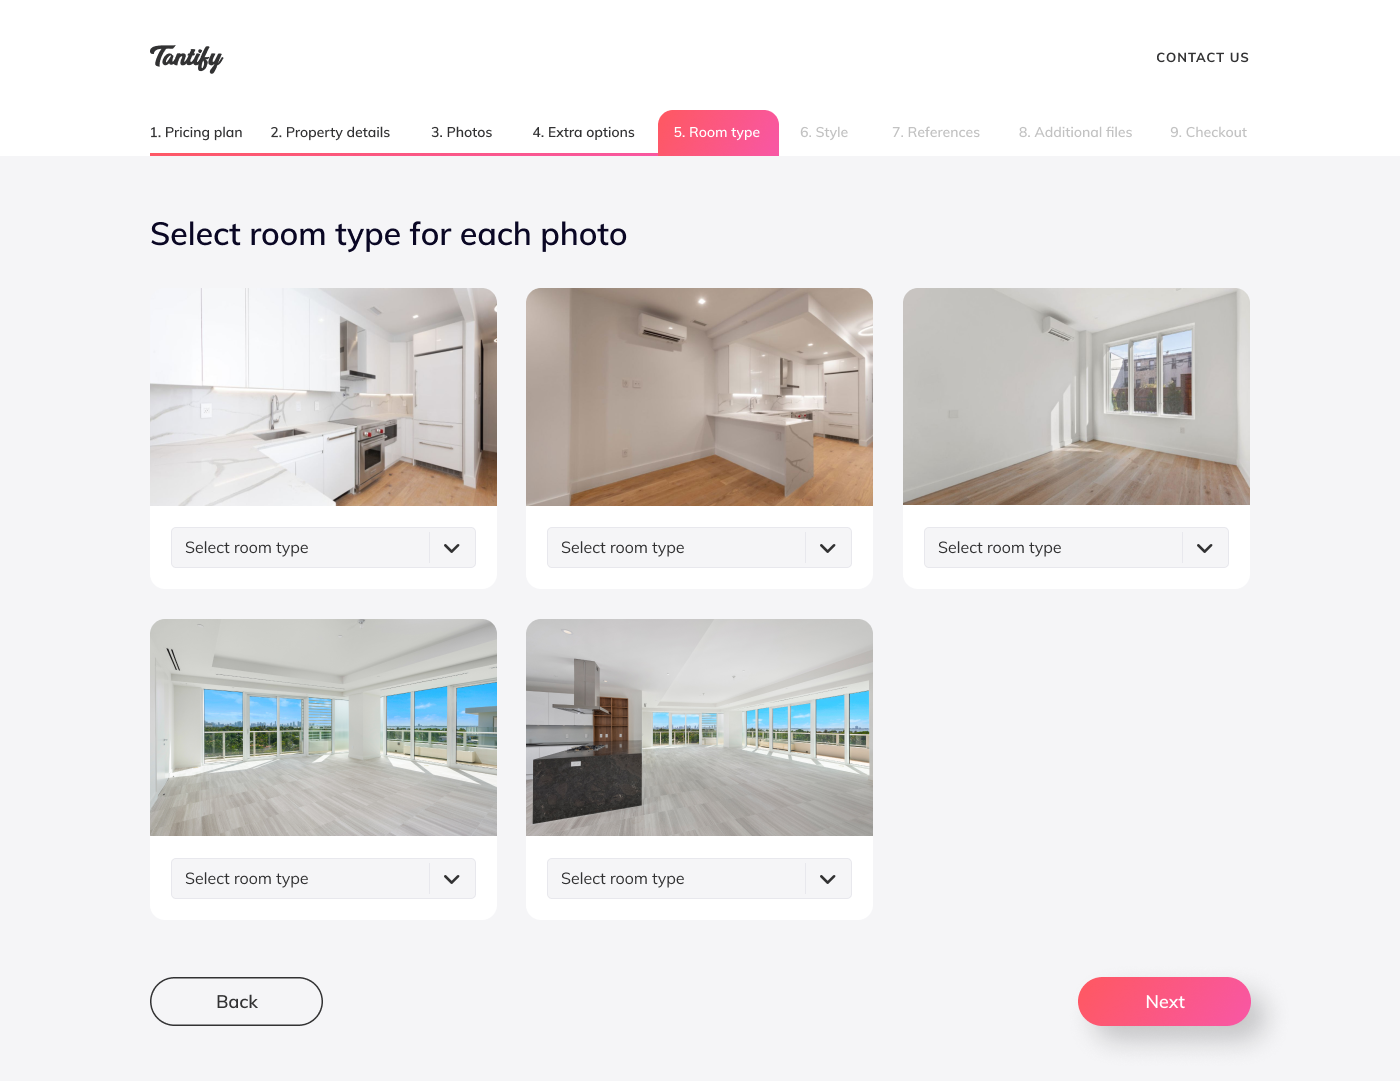 Tantify
CONTACT US
1. Pricing plan
2. Property details
3. Photos
4. Extra options
5. Room type
6. Style
7. References
8. Additional files
9. Checkout
Select room type for each photo
Select room type
Select room type
Select room type
Select room type
Select room type
Back
Next